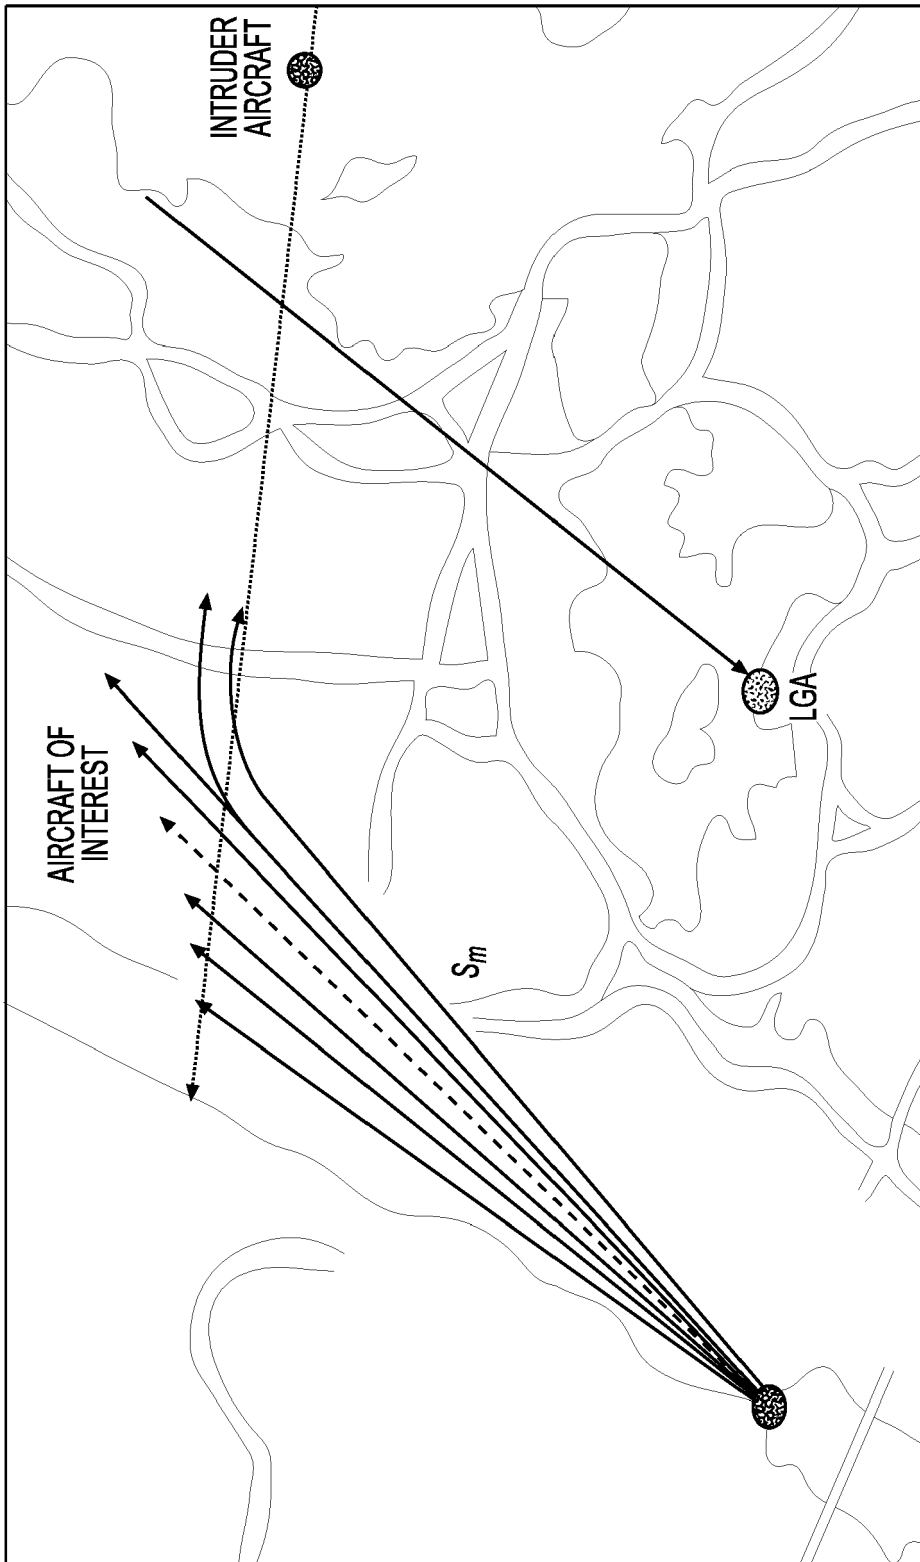 AIRCRAFT OF
INTEREST
INTRUDER
AIRCRAFT
Sm
LGA